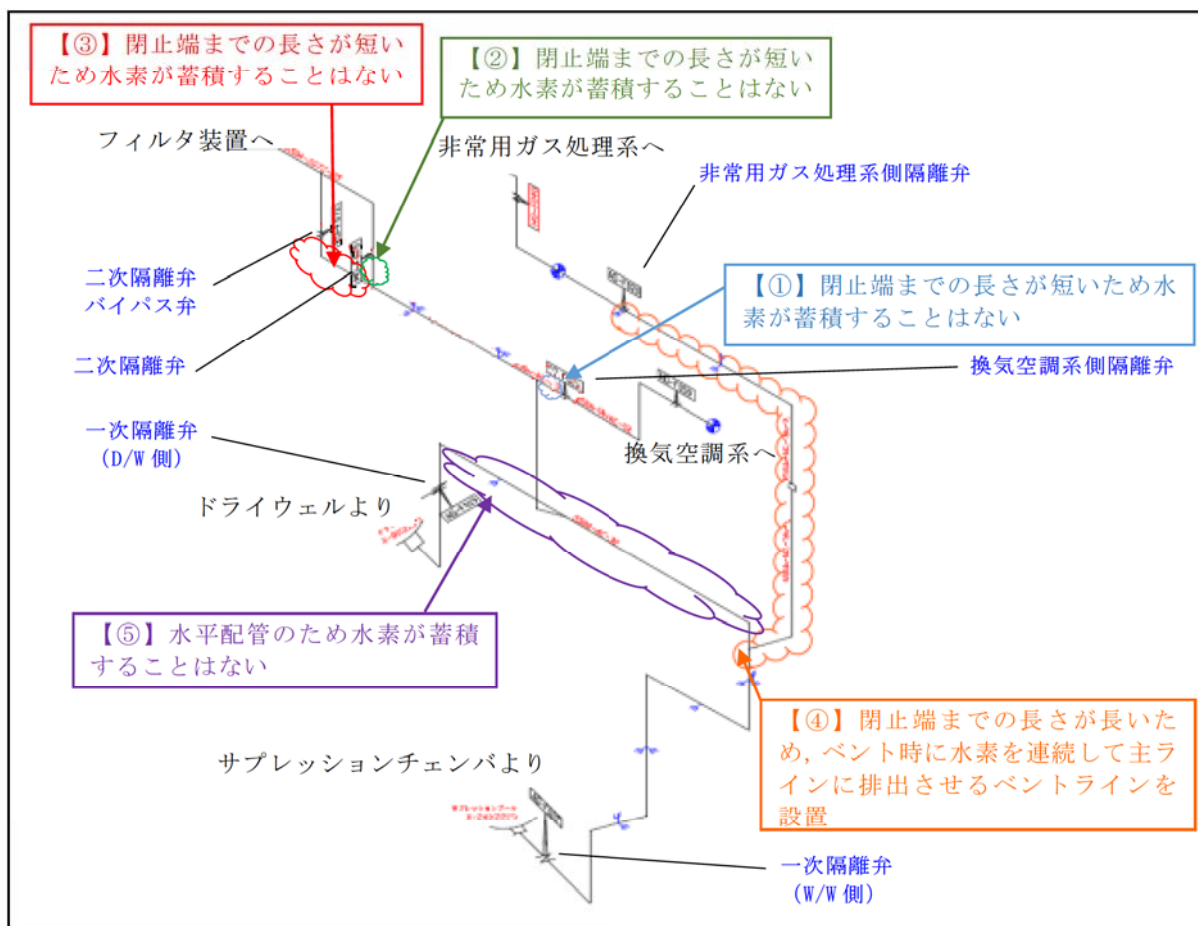 【③】閉止端までの長さが短い
ため水素が蓄積することはない
【②】閉止端までの長さが短い
ため水素が蓄積することはない
フィルタ装置へ
非常用ガス処理系へ
非常用ガス処理系側隔離弁
二次隔離弁
バイパス弁
【①】閉止端までの長さが短いため水
素が蓄積することはない
二次隔離弁
換気空調系側隔離弁
一次隔離弁
(D/W 側)
換気空調系へ
ドライウェルより
【⑤】水平配管のため水素が蓄積
することはない
【④】閉止端までの長さが長いた
め,ベント時に水素を連続して主ラ
インに排出させるベントラインを
設置
サプレッションチェンバより
一次隔離弁
(W/W 側)